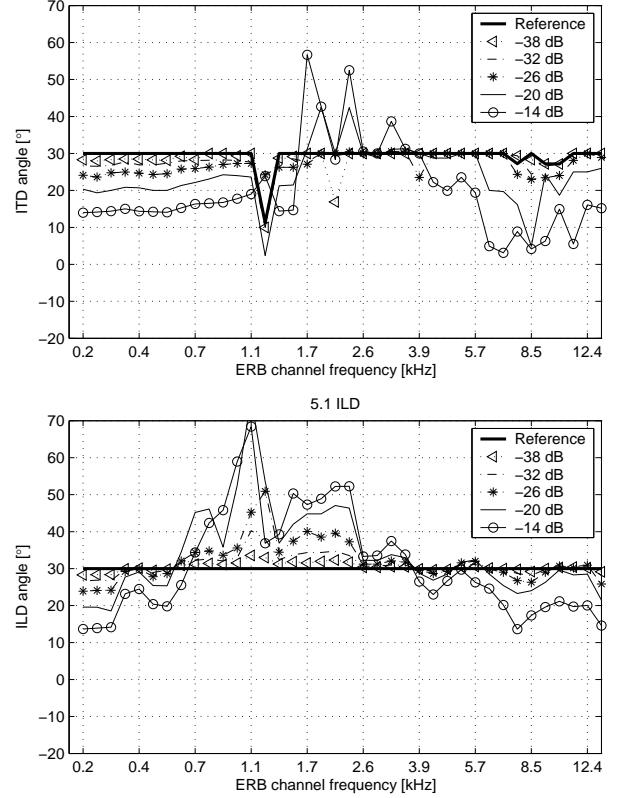 70
60
50
40
30
20
10
0
−10
−20
ITD angle [°]
0.2 0.4 0.7 1.1 1.7 2.6 3.9 5.7 8.5 12.4
ERB channel frequency [kHz]
Reference
−38 dB
−32 dB
−26 dB
−20 dB
−14 dB
5.1 ILD
70
60
50
40
30
20
10
0
−10
−20
ILD angle [°]
0.2 0.4 0.7 1.1 1.7 2.6 3.9 5.7 8.5 12.4
ERB channel frequency [kHz]
Reference
−38 dB
−32 dB
−26 dB
−20 dB
−14 dB